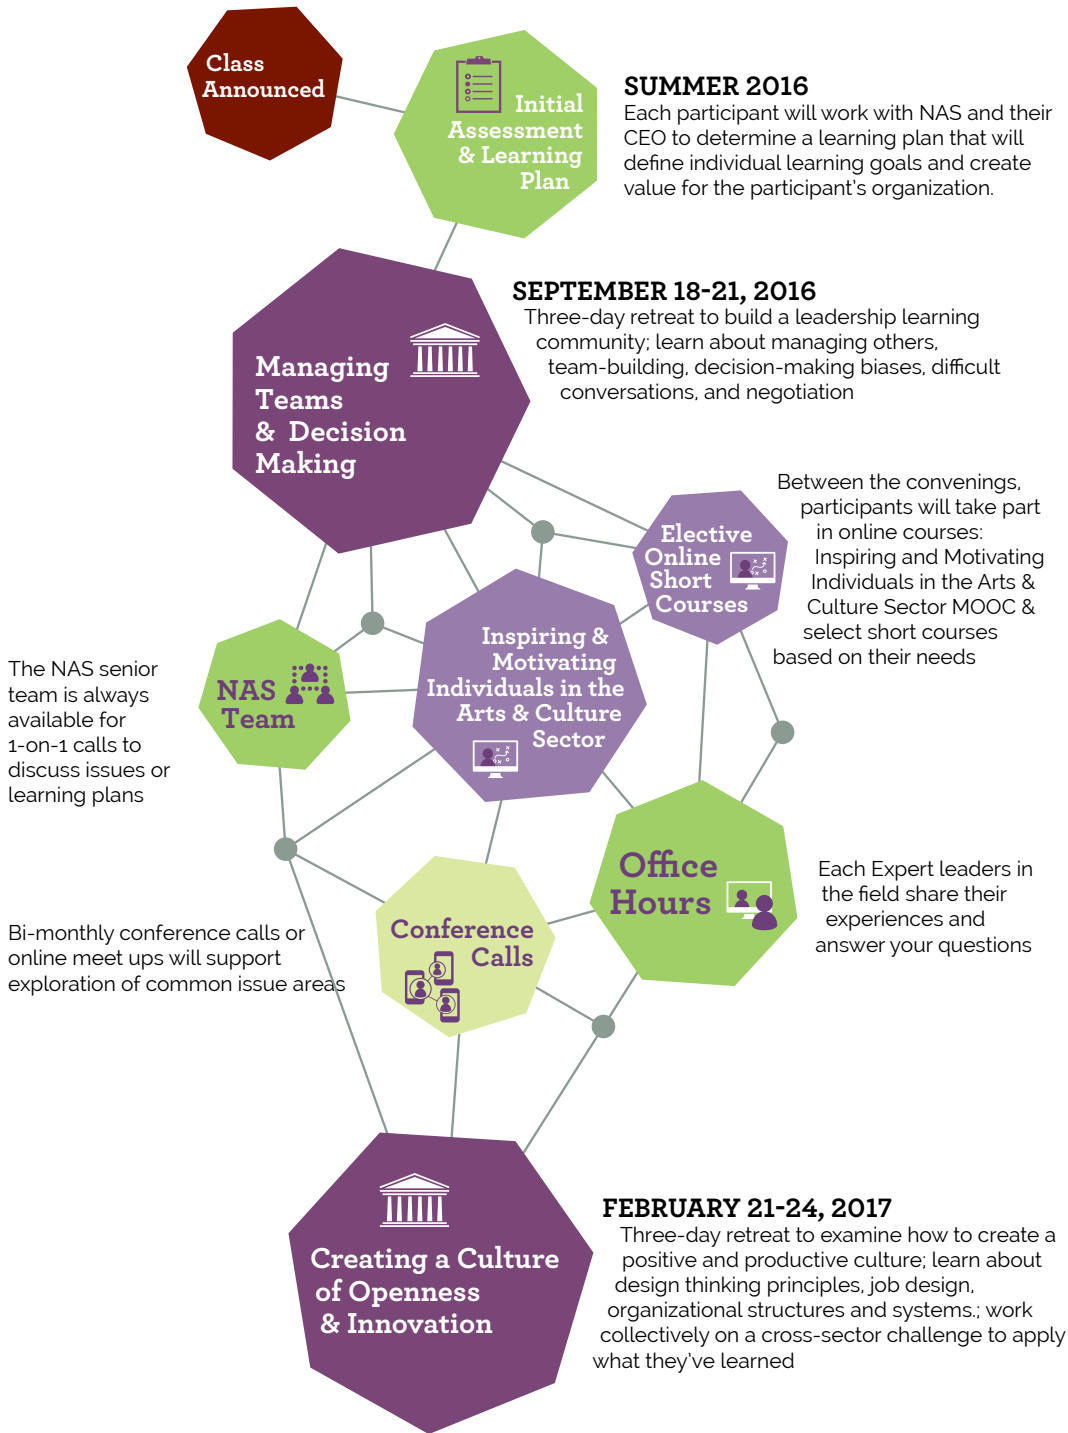 Class
Announced
Initial
Assessment
& Learning
Plan
SUMMER 2016
Each participant will work with NAS and their
CEO to determine a learning plan that will
define individual learning goals and create
value for the participant's organization.
Managing
Teams
& Decision
Making
SEPTEMBER 18-21, 2016
Three-day retreat to build a leadership learning
community; learn about managing others,
team-building, decision-making biases, difficult
conversations, and negotiation
Elective
Online
Short
Courses
Between the convenings,
participants will take part
in online courses:
Inspiring and Motivating
Individuals in the Arts &
Culture Sector MOOC &
select short courses
based on their needs
Inspiring &
Motivating
Individuals in the
Arts & Culture
Sector
NAS
Team
The NAS senior
team is always
available for
1-on-1 calls to
discuss issues or
learning plans
Office
Hours
Each Expert leaders in
the field share their
experiences and
answer your questions
Conference
Calls
Bi-monthly conference calls or
online meet ups will support
exploration of common issue areas
Creating a Culture
of Openness
& Innovation
FEBRUARY 21-24, 2017
Three-day retreat to examine how to create a
positive and productive culture; learn about
design thinking principles, job design,
organizational structures and systems.; work
collectively on a cross-sector challenge to apply
what they've learned